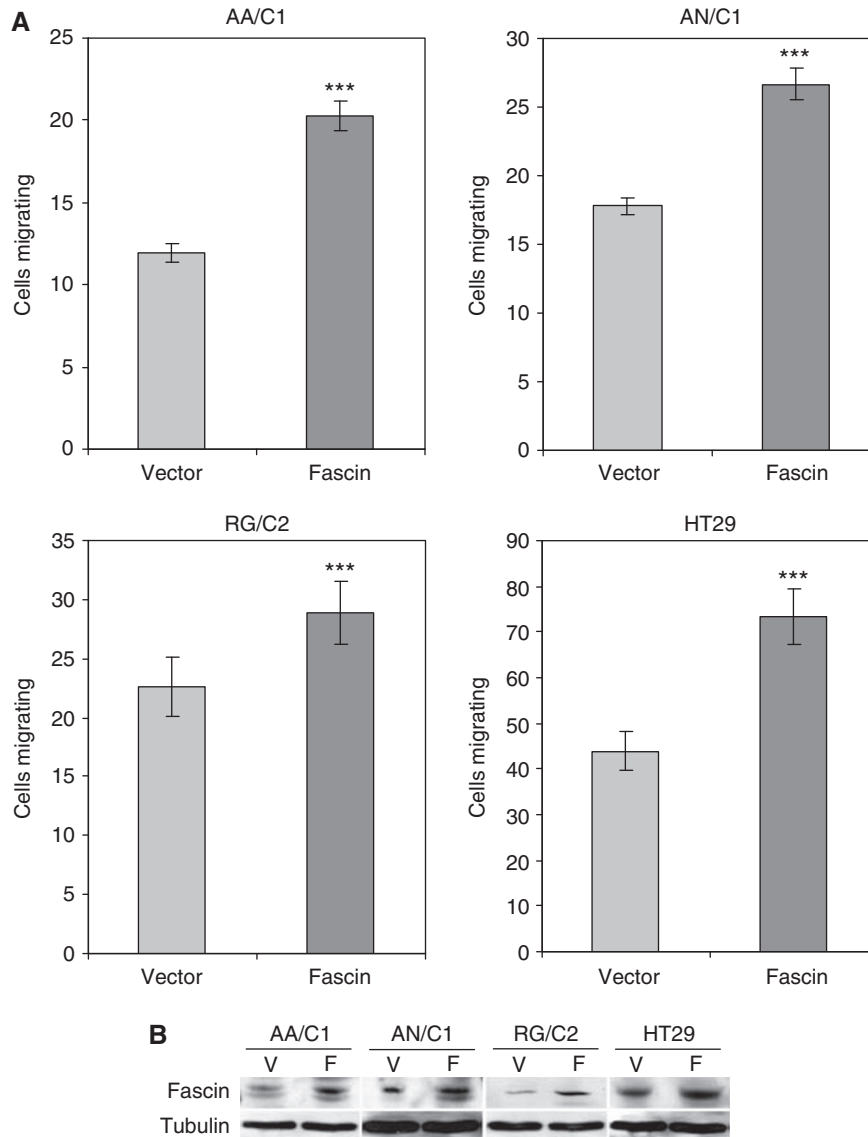 A
AA/C1
AN/C1
25
20
15
10
5
0
Cells migrating
***
Vector
Fascin
30
25
20
15
10
5
0
Cells migrating
***
Vector
Fascin
RG/C2
HT29
35
30
25
20
15
10
5
0
Cells migrating
***
Vector
Fascin
90
80
70
60
50
40
30
20
10
0
Cells migrating
***
Vector
Fascin
B
AA/C1 AN/C1 RG/C2 HT29
V F V F V F V F
Fascin
Tubulin